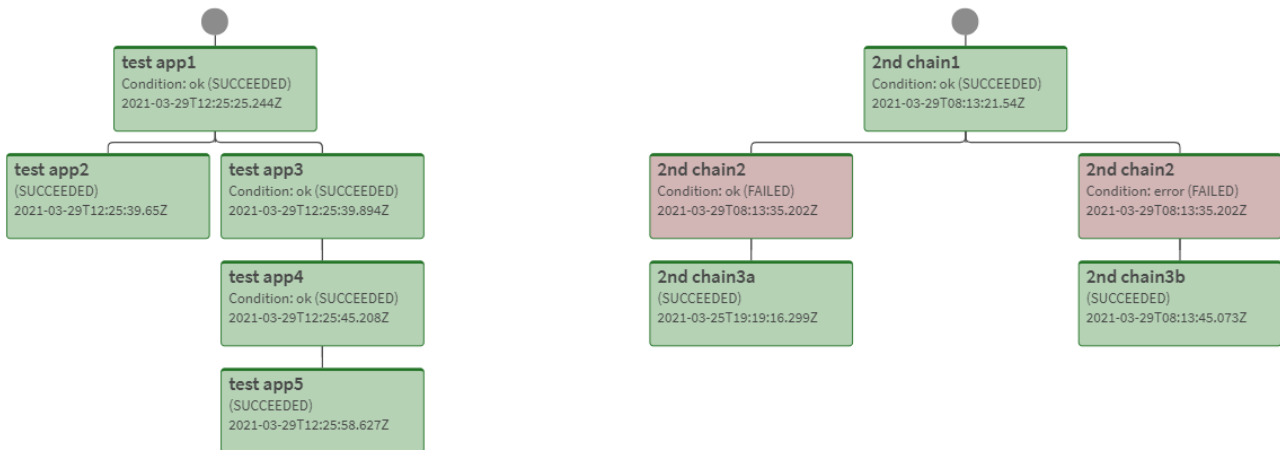 test app1
Condition: ok (SUCCEEDED)
2021-03-29T12:25:25.244Z
test app2
(SUCCEEDED)
2021-03-29T12:25:39.65Z
test app3
Condition: ok (SUCCEEDED)
2021-03-29T12:25:39.894Z
test app4
Condition: ok (SUCCEEDED)
2021-03-29T12:25:45.208Z
test app5
(SUCCEEDED)
2021-03-29T12:25:58.627Z
2nd chain1
Condition: ok (SUCCEEDED)
2021-03-29T08:13:21.54Z
2nd chain2
Condition: ok (FAILED)
2021-03-29T08:13:35.202Z
2nd chain3a
(SUCCEEDED)
2021-03-25T19:19:16.299Z
2nd chain2
Condition: error (FAILED)
2021-03-29T08:13:35.202Z
2nd chain3b
(SUCCEEDED)
2021-03-29T08:13:45.073Z